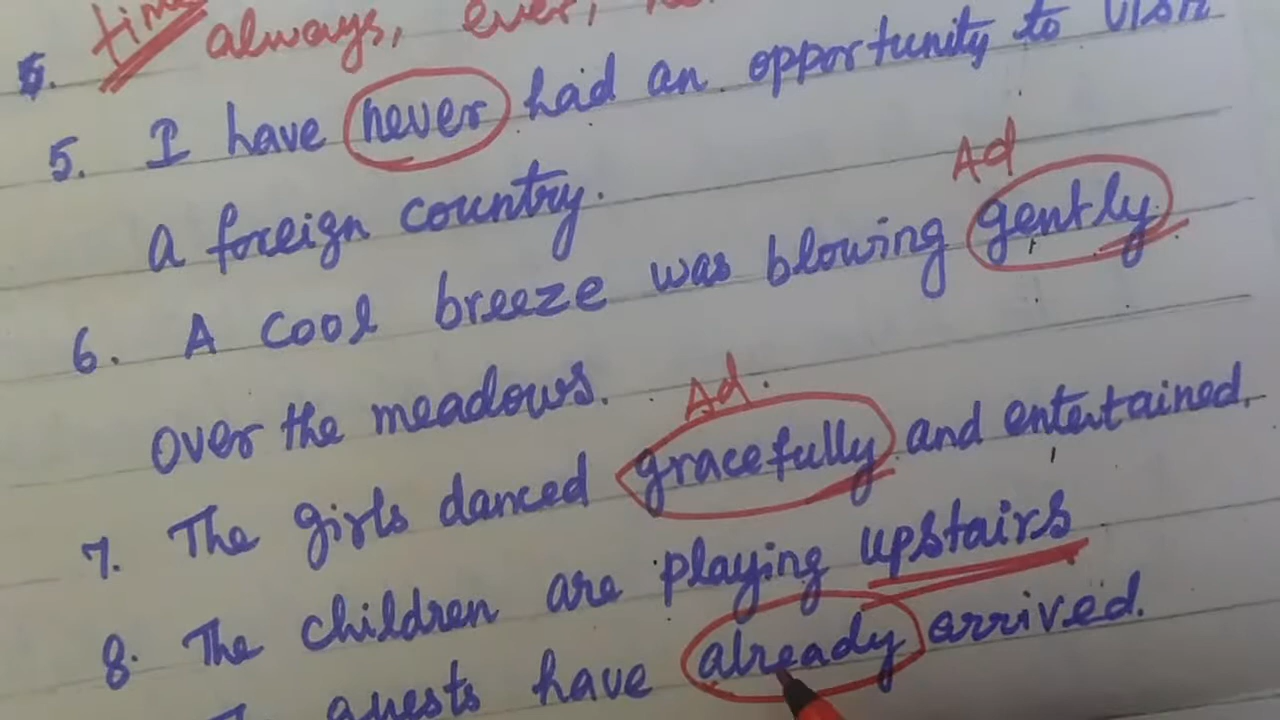 time
always, ever,
5. I have never had an opportunity to visit
a foreign country.
Ad
6. A cool breeze was blowing gently
over the meadows.
Ad.
7. The girls danced gracefully and entertained.
8. The children are playing upstairs
guests have already arrived.